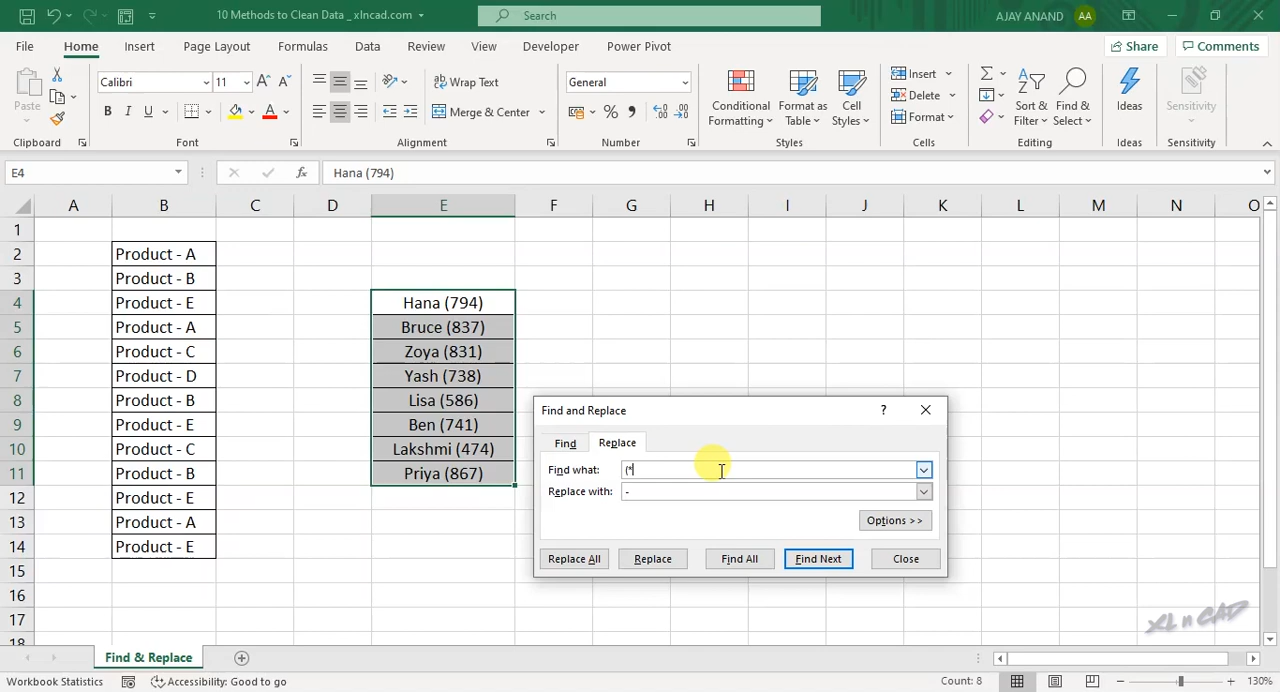 10 Methods to Clean Data _ xlncad.com
Search
AJAY ANAND
AA
File Home Insert Page Layout Formulas Data Review View Developer Power Pivot
Share
Comments
Paste
Clipboard
Calibri
11
B I U
Font
Wrap Text
Merge & Center
Alignment
General
Number
Conditional Formatting
Format as Table
Cell Styles
Styles
Insert
Delete
Format
Cells
Sort & Filter
Find & Select
Editing
Ideas
Ideas
Sensitivity
Sensitivity
E4
fx
Hana (794)
A B C D E F G H I J K L M N O
1
2 Product - A
3 Product - B
4 Product - E Hana (794)
5 Product - A Bruce (837)
6 Product - C Zoya (831)
7 Product - D Yash (738)
8 Product - B Lisa (586)
9 Product - E Ben (741)
10 Product - C Lakshmi (474)
11 Product - B Priya (867)
12 Product - E
13 Product - A
14 Product - E
15
16
17
18
Find and Replace
?
Find
Replace
Find what: (*
Replace with: -
Options >>
Replace All
Replace
Find All
Find Next
Close
XL n CAD
Find & Replace
Workbook Statistics
Accessibility: Good to go
Count: 8
130%